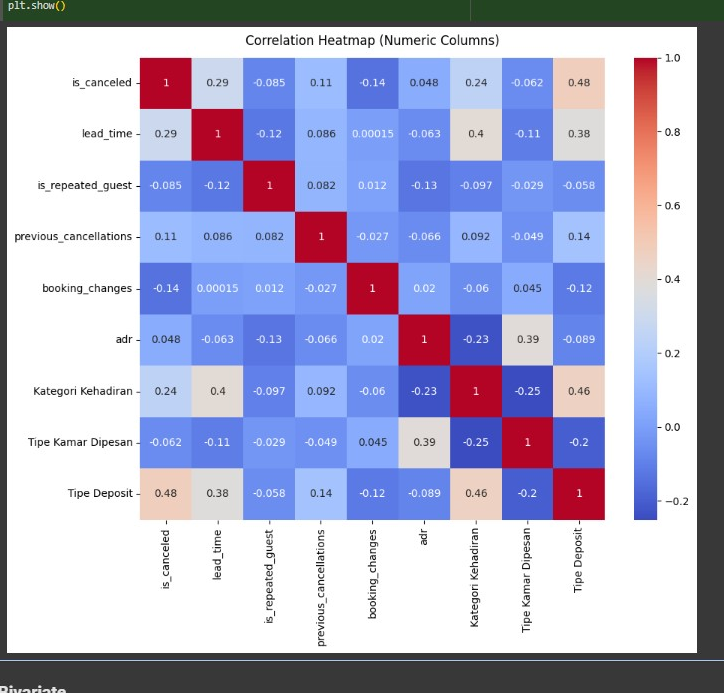 plt.show()
Correlation Heatmap (Numeric Columns)
is_canceled 1 0.29 -0.085 0.11 -0.14 0.048 0.24 -0.062 0.48
lead_time 0.29 1 -0.12 0.086 0.00015 -0.063 0.4 -0.11 0.38
is_repeated_guest -0.085 -0.12 1 0.082 0.012 -0.13 -0.097 -0.029 -0.058
previous_cancellations 0.11 0.086 0.082 1 -0.027 -0.066 0.092 -0.049 0.14
booking_changes -0.14 0.00015 0.012 -0.027 1 0.02 -0.06 0.045 -0.12
adr 0.048 -0.063 -0.13 -0.066 0.02 1 -0.23 0.39 -0.089
Kategori Kehadiran 0.24 0.4 -0.097 0.092 -0.06 -0.23 1 -0.25 0.46
Tipe Kamar Dipesan -0.062 -0.11 -0.029 -0.049 0.045 0.39 -0.25 1 -0.2
Tipe Deposit 0.48 0.38 -0.058 0.14 -0.12 -0.089 0.46 -0.2 1
is_canceled
lead_time
is_repeated_guest
previous_cancellations
booking_changes
adr
Kategori Kehadiran
Tipe Kamar Dipesan
Tipe Deposit
1.0
0.8
0.6
0.4
0.2
0.0
−0.2
Bivariate